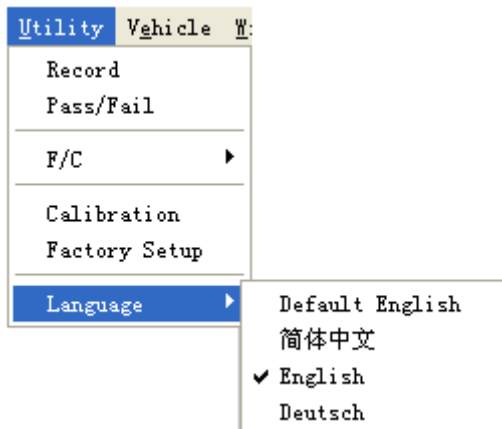 Utility Vehicle W
Record
Pass/Fail
F/C
Calibration
Factory Setup
Language
Default English
简体中文
English
Deutsch